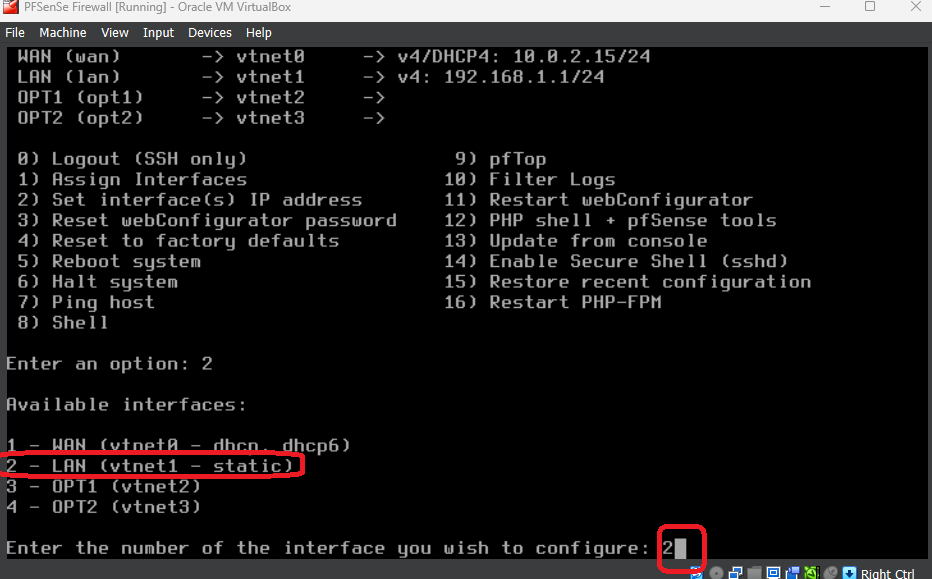 PFSenSe Firewall [Running] - Oracle VM VirtualBox
File Machine View Input Devices Help
WAN (wan) -> vtnet0 -> v4/DHCP4: 10.0.2.15/24
LAN (lan) -> vtnet1 -> v4: 192.168.1.1/24
OPT1 (opt1) -> vtnet2 ->
OPT2 (opt2) -> vtnet3 ->
0) Logout (SSH only) 9) pfTop
1) Assign Interfaces 10) Filter Logs
2) Set interface(s) IP address 11) Restart webConfigurator
3) Reset webConfigurator password 12) PHP shell + pfSense tools
4) Reset to factory defaults 13) Update from console
5) Reboot system 14) Enable Secure Shell (sshd)
6) Halt system 15) Restore recent configuration
7) Ping host 16) Restart PHP-FPM
8) Shell
Enter an option: 2
Available interfaces:
1 - WAN (vtnet0 - dhcp, dhcp6)
2 - LAN (vtnet1 - static)
3 - OPT1 (vtnet2)
4 - OPT2 (vtnet3)
Enter the number of the interface you wish to configure: 2
Right Ctrl